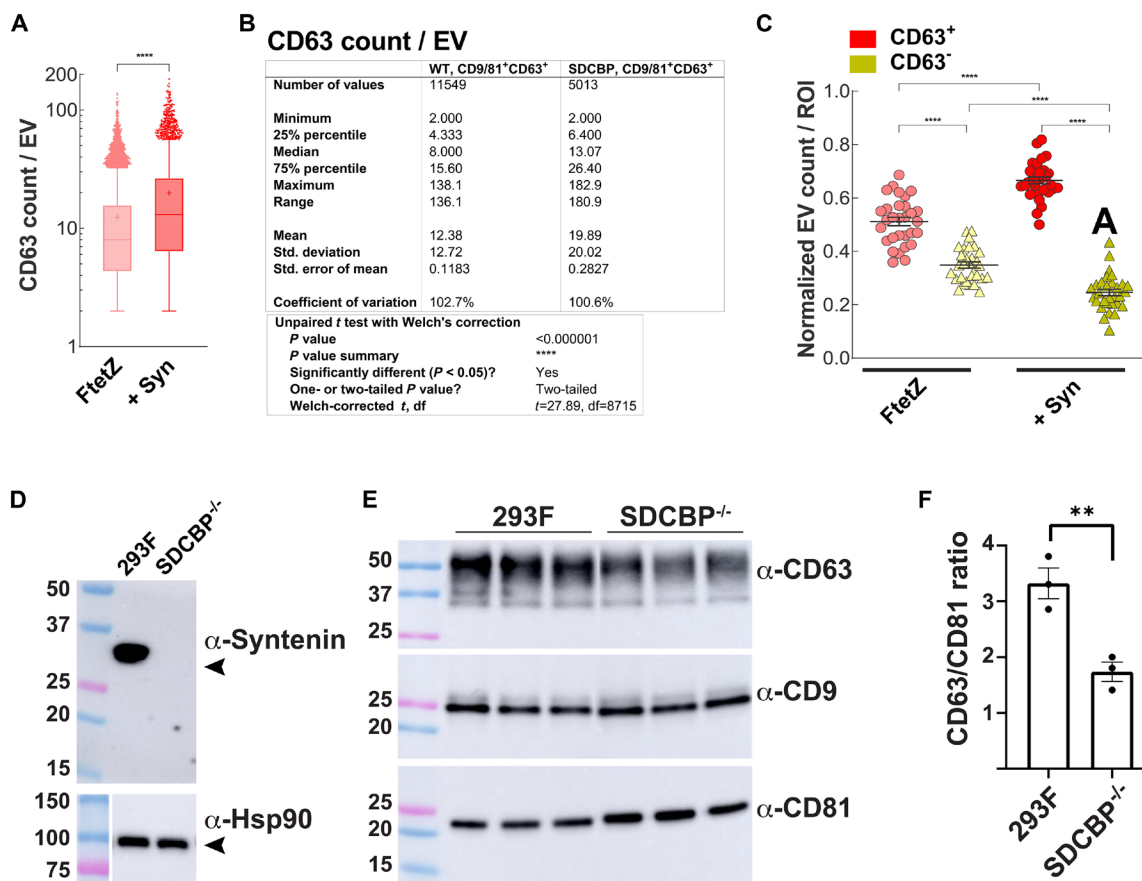 A
****
200
100
10
1
CD63 count / EV
FtetZ
+ Syn
B
CD63 count / EV
WT, CD9/81+CD63+ SDCBP, CD9/81+CD63+
Number of values 11549 5013
Minimum 2.000 2.000
25% percentile 4.333 6.400
Median 8.000 13.07
75% percentile 15.60 26.40
Maximum 138.1 182.9
Range 136.1 180.9
Mean 12.38 19.89
Std. deviation 12.72 20.02
Std. error of mean 0.1183 0.2827
Coefficient of variation 102.7% 100.6%
Unpaired t test with Welch's correction
P value <0.000001
P value summary ****
Significantly different (P < 0.05)? Yes
One- or two-tailed P value? Two-tailed
Welch-corrected t, df t=27.89, df=8715
C
CD63+
CD63-
****
****
****
****
1.0
0.8
0.6
0.4
0.2
0.0
Normalized EV count / ROI
A
FtetZ
+ Syn
D
293F
SDCBP-/-
50
37
25
20
15
α-Syntenin
150
100
75
α-Hsp90
E
293F SDCBP-/-
50
37
25
α-CD63
25
20
α-CD9
25
20
15
α-CD81
F
**
4
3
2
1
CD63/CD81 ratio
293F
SDCBP-/-